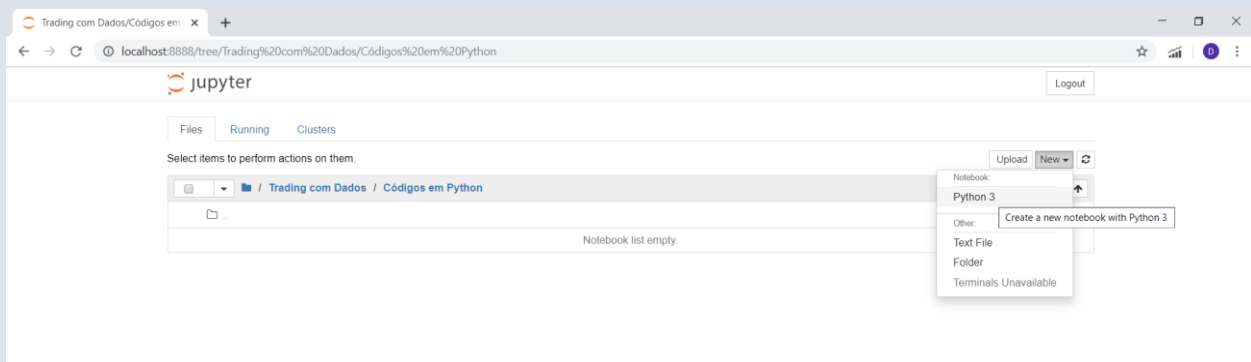 Trading com Dados/Códigos em
localhost:8888/tree/Trading%20com%20Dados/Códigos%20em%20Python
D
jupyter
Logout
Files Running Clusters
Select items to perform actions on them.
Upload New
/ Trading com Dados / Códigos em Python
Notebook:
Python 3
..
Create a new notebook with Python 3
Other:
Notebook list empty.
Text File
Folder
Terminals Unavailable